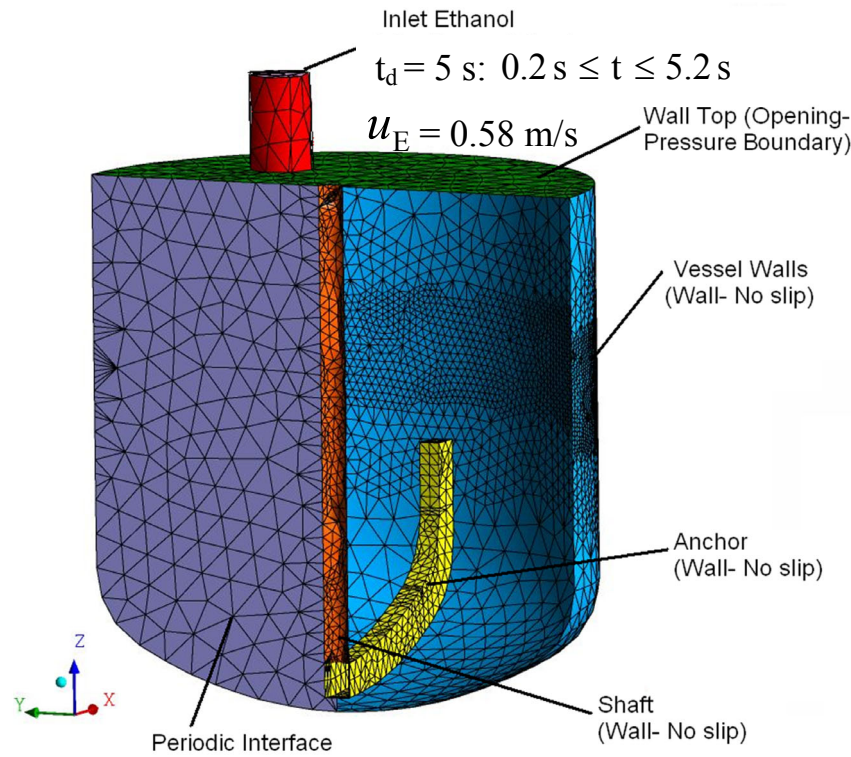 Inlet Ethanol
t_d = 5 s: 0.2 s ≤ t ≤ 5.2 s
u_E = 0.58 m/s
Wall Top (Opening-
Pressure Boundary)
Vessel Walls
(Wall- No slip)
Anchor
(Wall- No slip)
Shaft
(Wall- No slip)
Periodic Interface
Z
Y
X